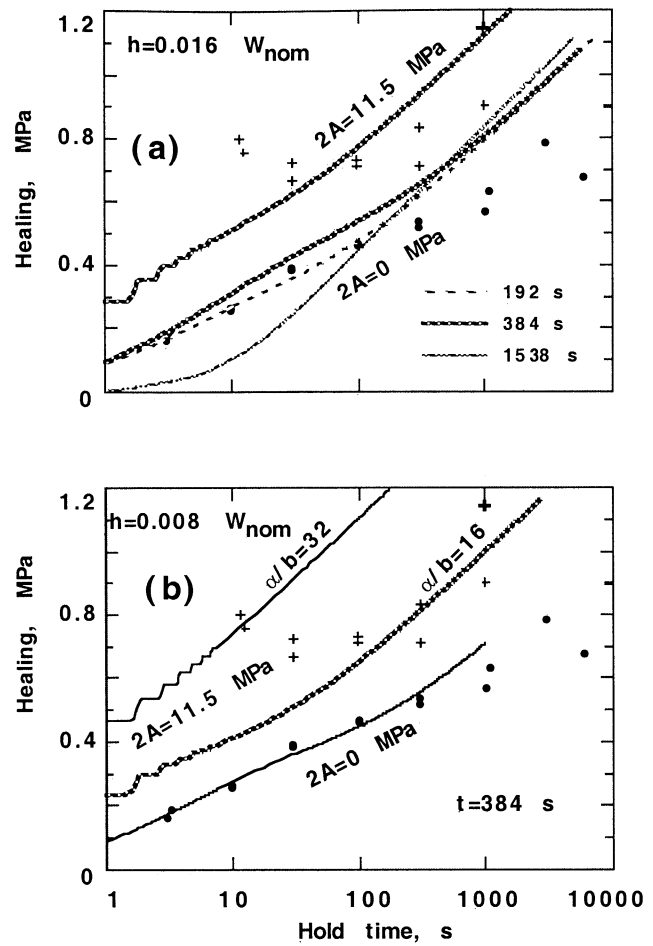 1.2
h=0.016 Wnom
2A=11.5 MPa
0.8
(a)
Healing, MPa
0.4
2A=0 MPa
192 s
384 s
1538 s
0
1.2
h=0.008 Wnom
α/b=32
α/b=16
(b)
0.8
Healing, MPa
2A=11.5 MPa
0.4
2A=0 MPa
t=384 s
0
1 10 100 1000 10000
Hold time, s